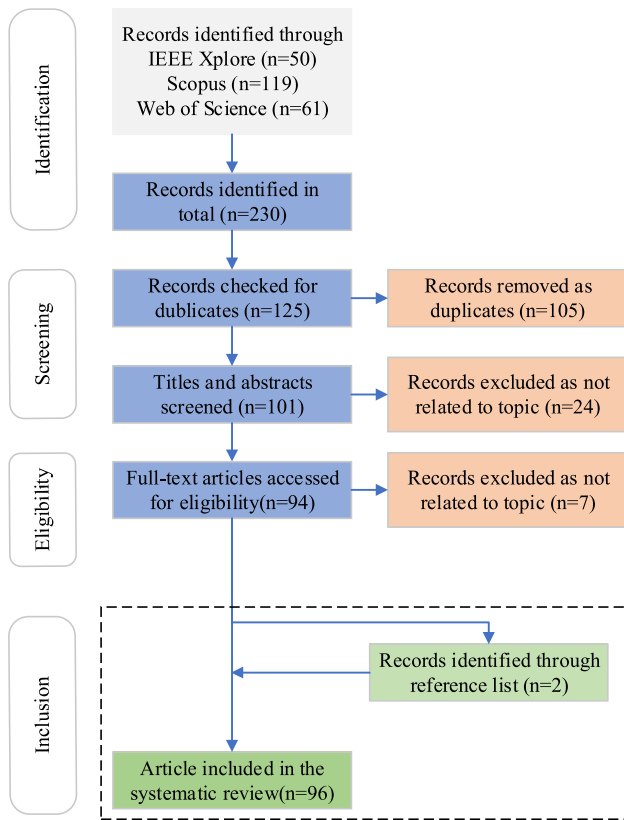 Identification
Records identified through
IEEE Xplore (n=50)
Scopus (n=119)
Web of Science (n=61)
Records identified in
total (n=230)
Screening
Records checked for
dublicates (n=125)
Records removed as
duplicates (n=105)
Titles and abstracts
screened (n=101)
Records excluded as not
related to topic (n=24)
Eligibility
Full-text articles accessed
for eligibility(n=94)
Records excluded as not
related to topic (n=7)
Inclusion
Records identified through
reference list (n=2)
Article included in the
systematic review(n=96)